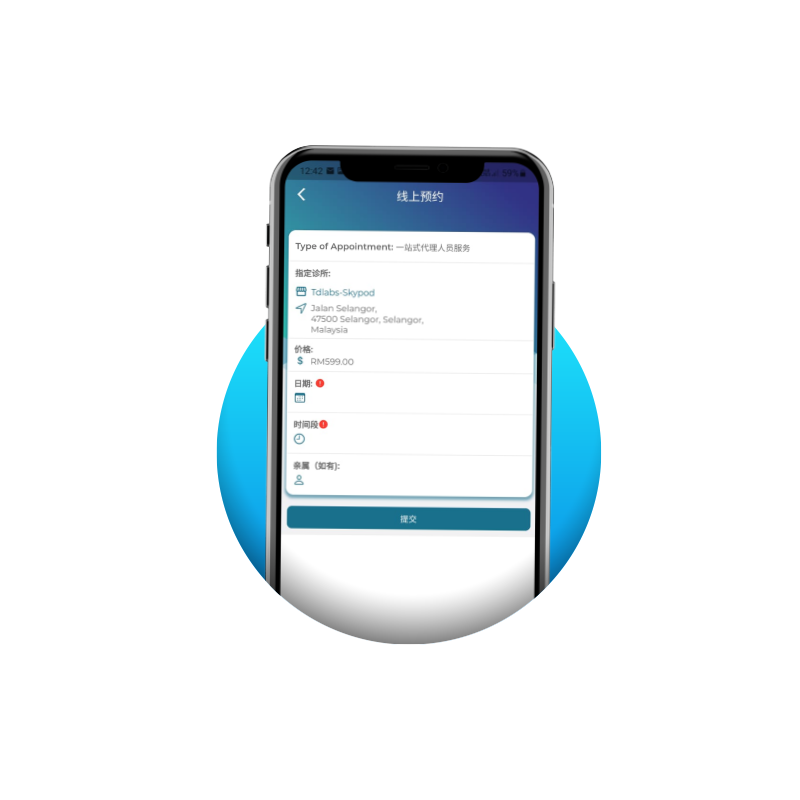 12:42
59%
线上预约
Type of Appointment: 一站式代理人员服务
指定诊所:
Tdlabs-Skypod
Jalan Selangor,
47500 Selangor, Selangor,
Malaysia
价格:
$ RM599.00
日期:
时间段
亲属（如有):
提交